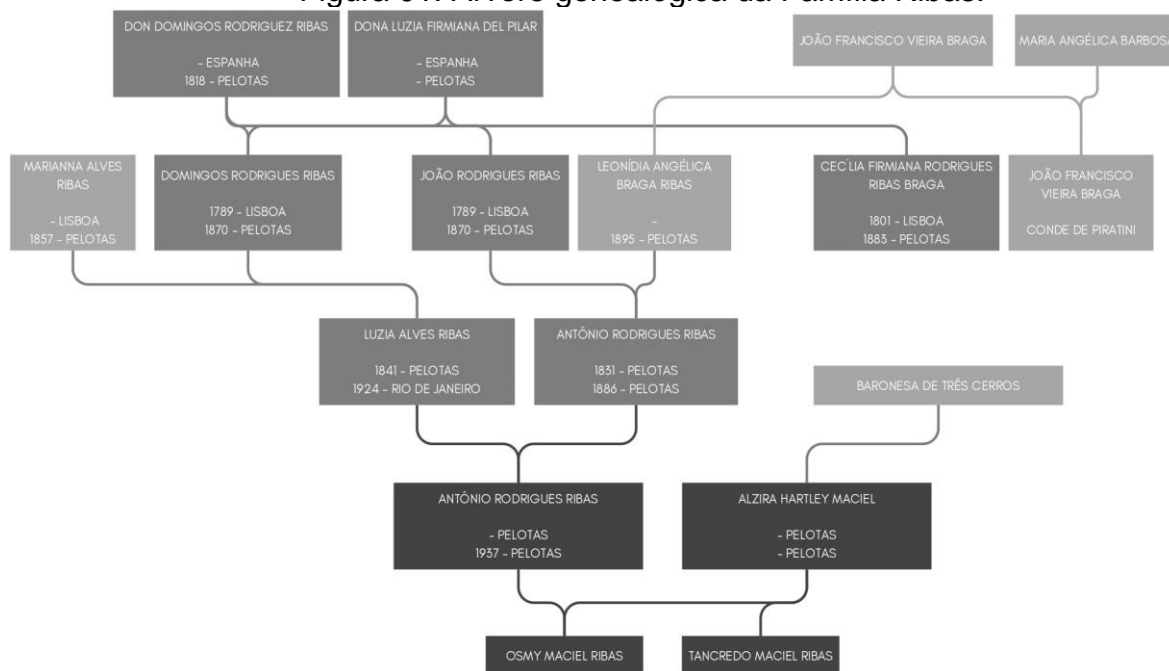 DON DOMINGOS RODRIGUEZ RIBAS
- ESPANHA
1818 - PELOTAS
DONA LUZIA FIRMIANA DEL PILAR
- ESPANHA
- PELOTAS
JOÃO FRANCISCO VIEIRA BRAGA
MARIA ANGÉLICA BARBOSA
MARIANNA ALVES
RIBAS
- LISBOA
1857 - PELOTAS
DOMINGOS RODRIGUES RIBAS
1789 - LISBOA
1870 - PELOTAS
JOÃO RODRIGUES RIBAS
1789 - LISBOA
1870 - PELOTAS
LEONÍDIA ANGÉLICA
BRAGA RIBAS
-
1895 - PELOTAS
CEC´LIA FIRMIANA RODRIGUES
RIBAS BRAGA
1801 - LISBOA
1883 - PELOTAS
JOÃO FRANCISCO
VIEIRA BRAGA
CONDE DE PIRATINI
LUZIA ALVES RIBAS
1841 - PELOTAS
1924 - RIO DE JANEIRO
ANTÔNIO RODRIGUES RIBAS
1831 - PELOTAS
1886 - PELOTAS
BARONESA DE TRÊS CERROS
ANTÔNIO RODRIGUES RIBAS
- PELOTAS
1937 - PELOTAS
ALZIRA HARTLEY MACIEL
- PELOTAS
- PELOTAS
OSMY MACIEL RIBAS
TANCREDO MACIEL RIBAS